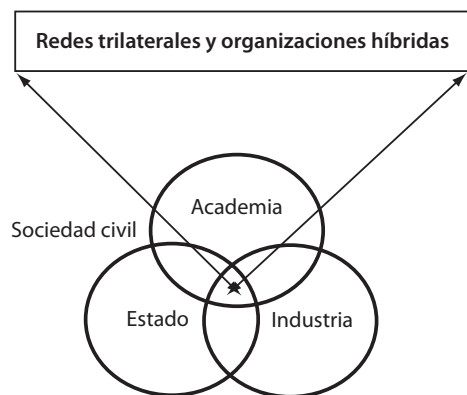 Redes trilaterales y organizaciones híbridas
Academia
Sociedad civil
Estado
Industria